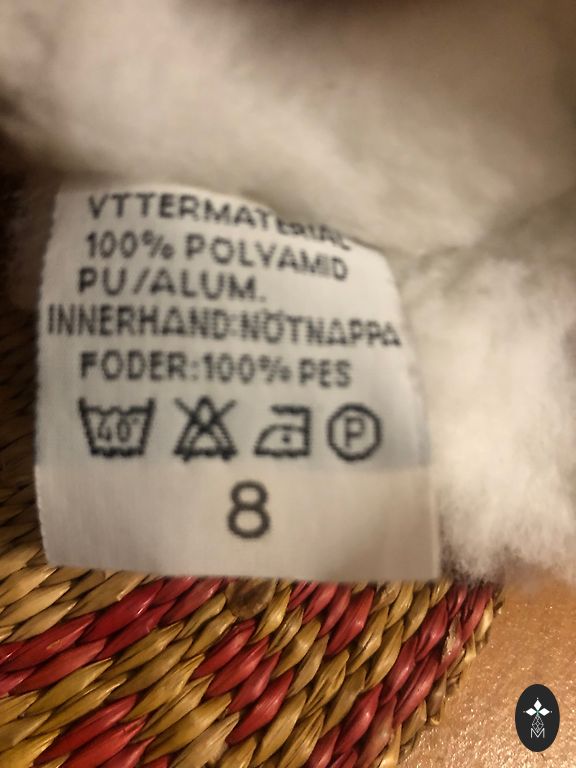 YTTERMATERIAL
100% POLYAMID
PU/ALUM.
INNERHAND:NÖTNAPPA
FODER:100% PES
40° P
8
M